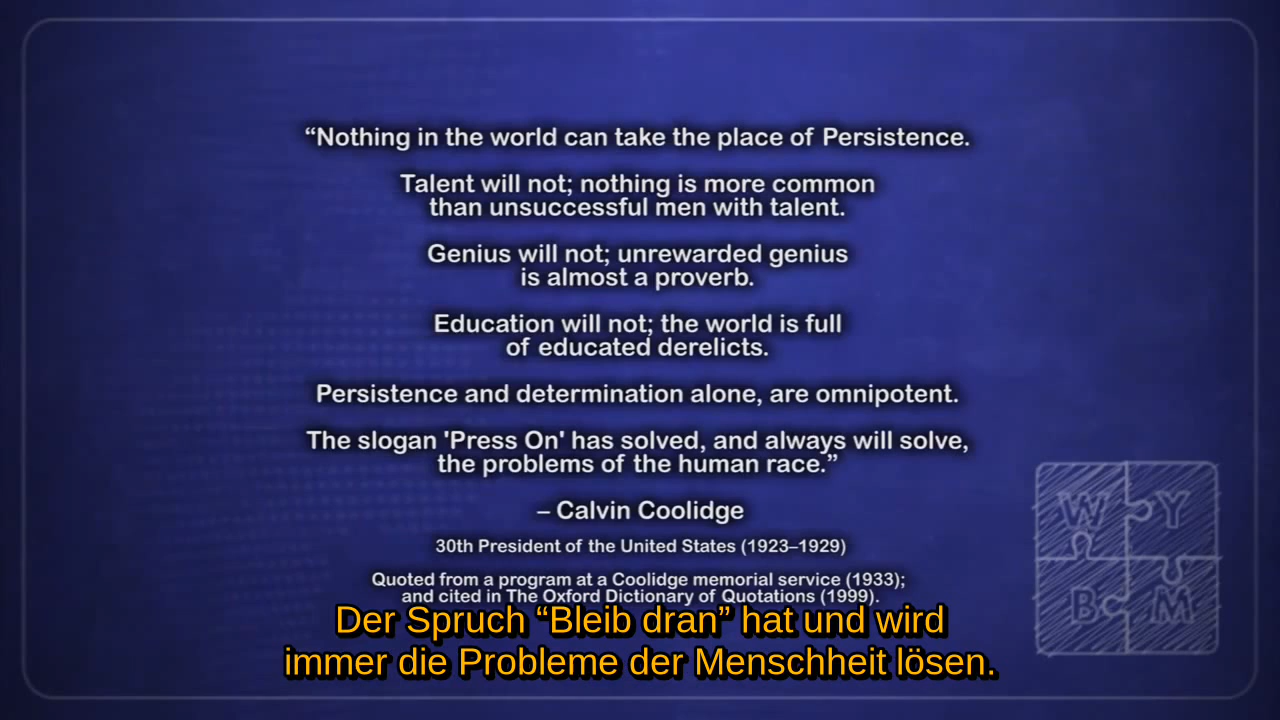 “Nothing in the world can take the place of Persistence.
Talent will not; nothing is more common
than unsuccessful men with talent.
Genius will not; unrewarded genius
is almost a proverb.
Education will not; the world is full
of educated derelicts.
Persistence and determination alone, are omnipotent.
The slogan 'Press On' has solved, and always will solve,
the problems of the human race.”
– Calvin Coolidge
30th President of the United States (1923–1929)
Quoted from a program at a Coolidge memorial service (1933);
and cited in The Oxford Dictionary of Quotations (1999).
W Y
B M
Der Spruch “Bleib dran” hat und wird
immer die Probleme der Menschheit lösen.